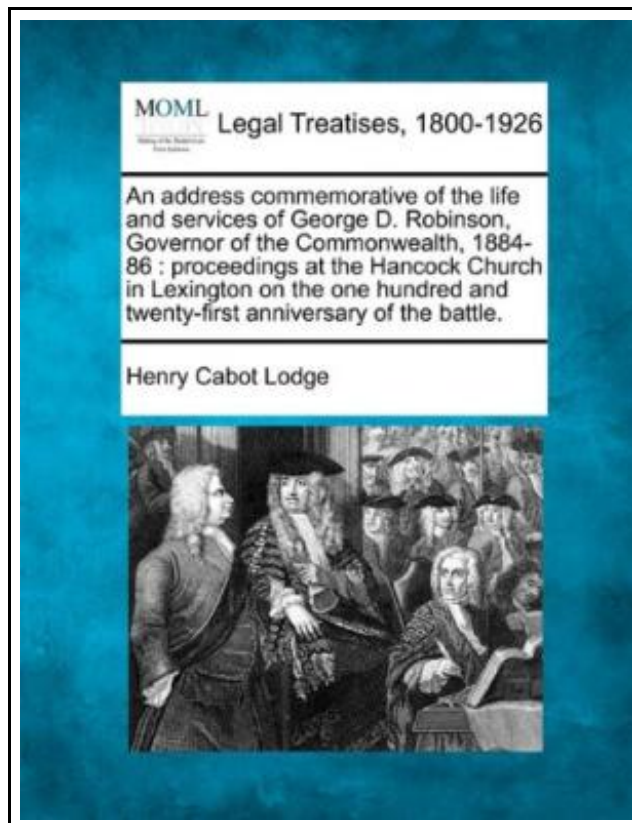 MOML
Legal Treatises, 1800-1926
An address commemorative of the life
and services of George D. Robinson,
Governor of the Commonwealth, 1884-
86 : proceedings at the Hancock Church
in Lexington on the one hundred and
twenty-first anniversary of the battle.
Henry Cabot Lodge